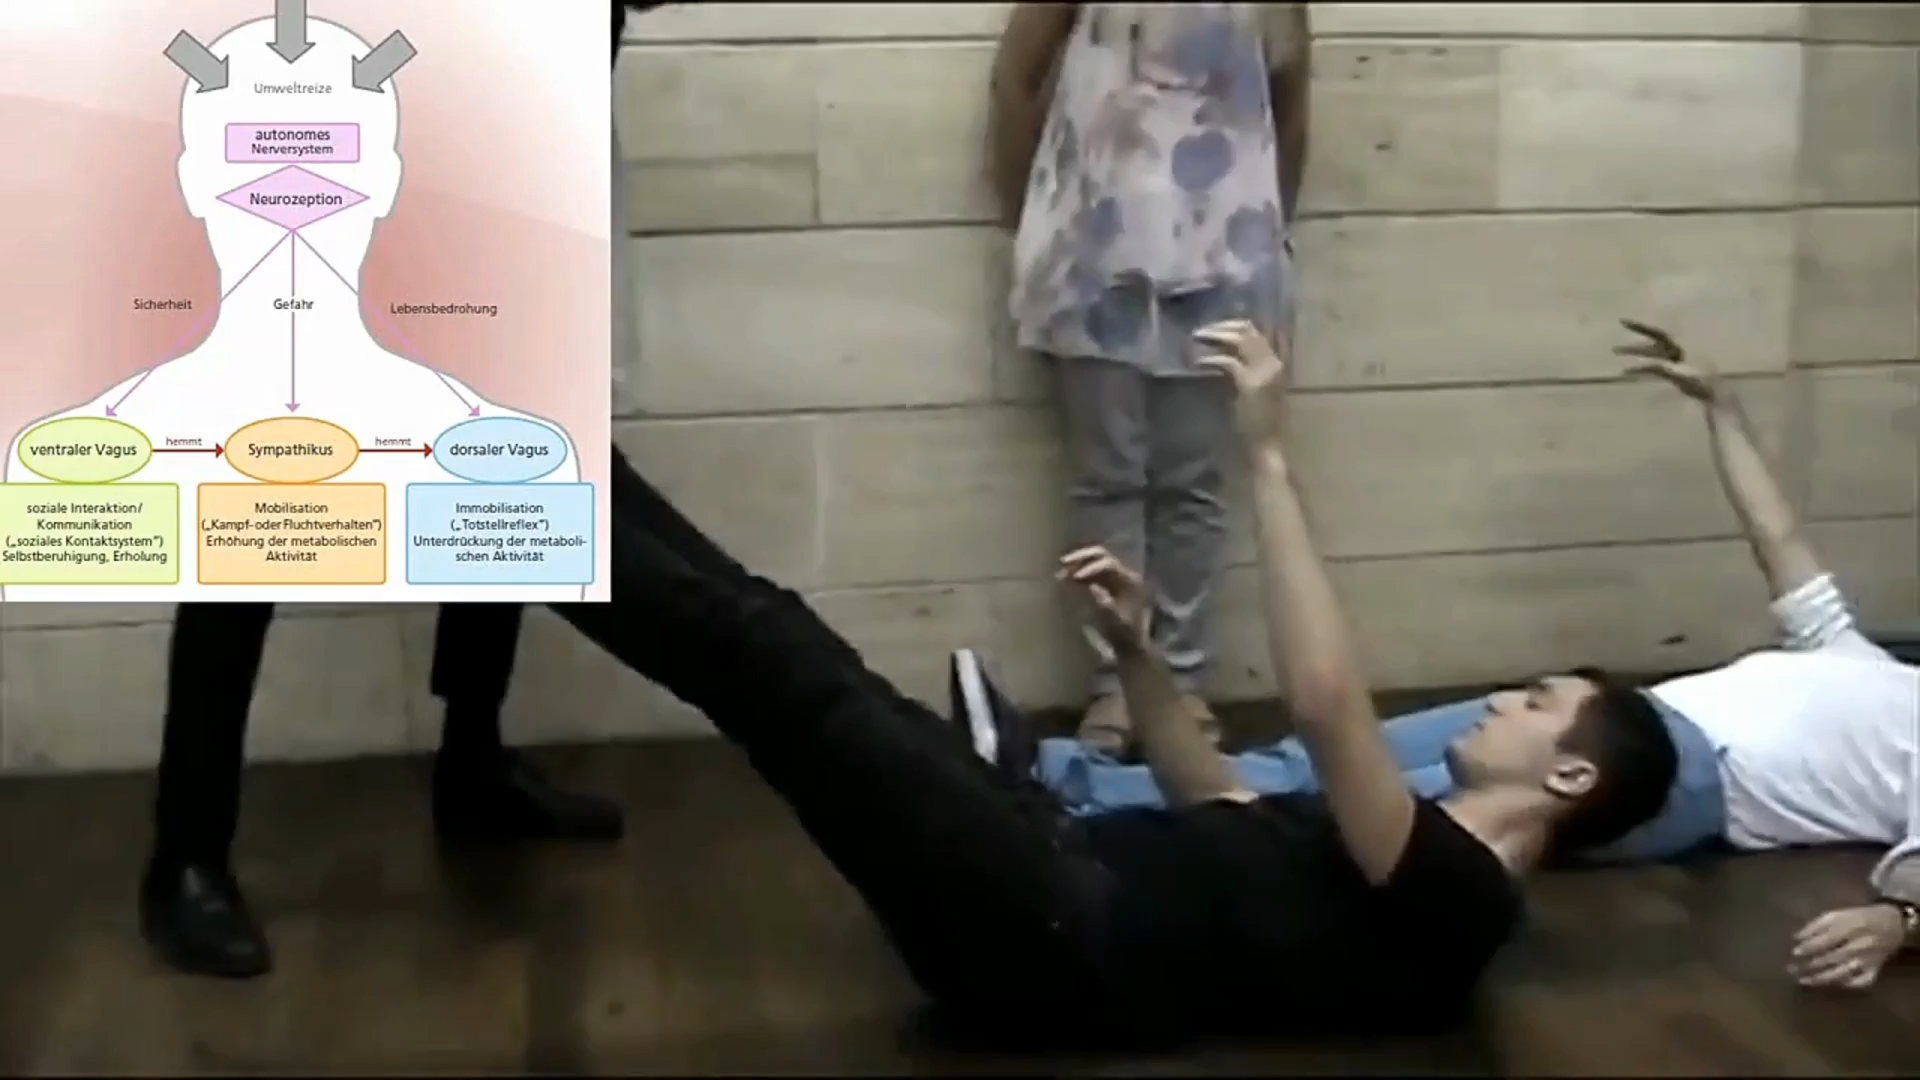 Umweltreize
autonomes
Nerversystem
Neurozeption
Sicherheit
Gefahr
Lebensbedrohung
ventraler Vagus
hemmt
Sympathikus
hemmt
dorsaler Vagus
soziale Interaktion/
Kommunikation
(„soziales Kontaktsystem“)
Selbstberuhigung, Erholung
Mobilisation
(„Kampf-oder Fluchtverhalten“)
Erhöhung der metabolischen
Aktivität
Immobilisation
(„Totstellreflex“)
Unterdrückung der metaboli-
schen Aktivität